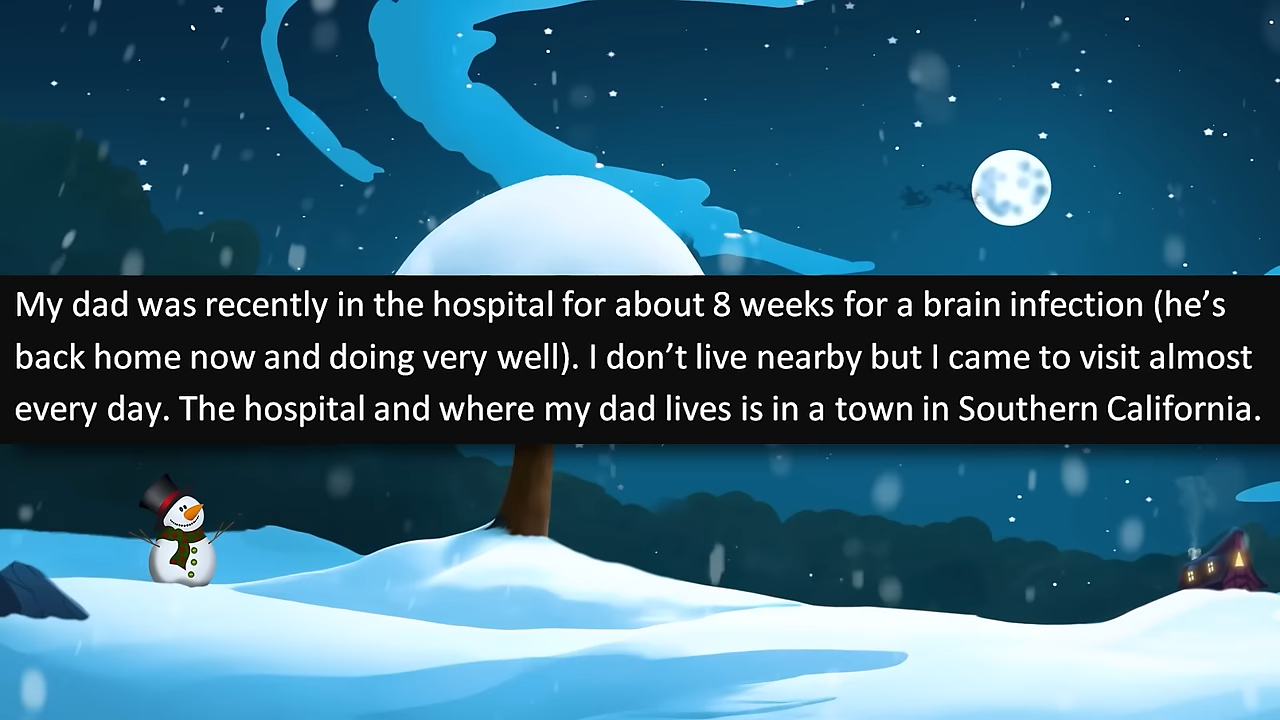 My dad was recently in the hospital for about 8 weeks for a brain infection (he’s
back home now and doing very well). I don’t live nearby but I came to visit almost
every day. The hospital and where my dad lives is in a town in Southern California.